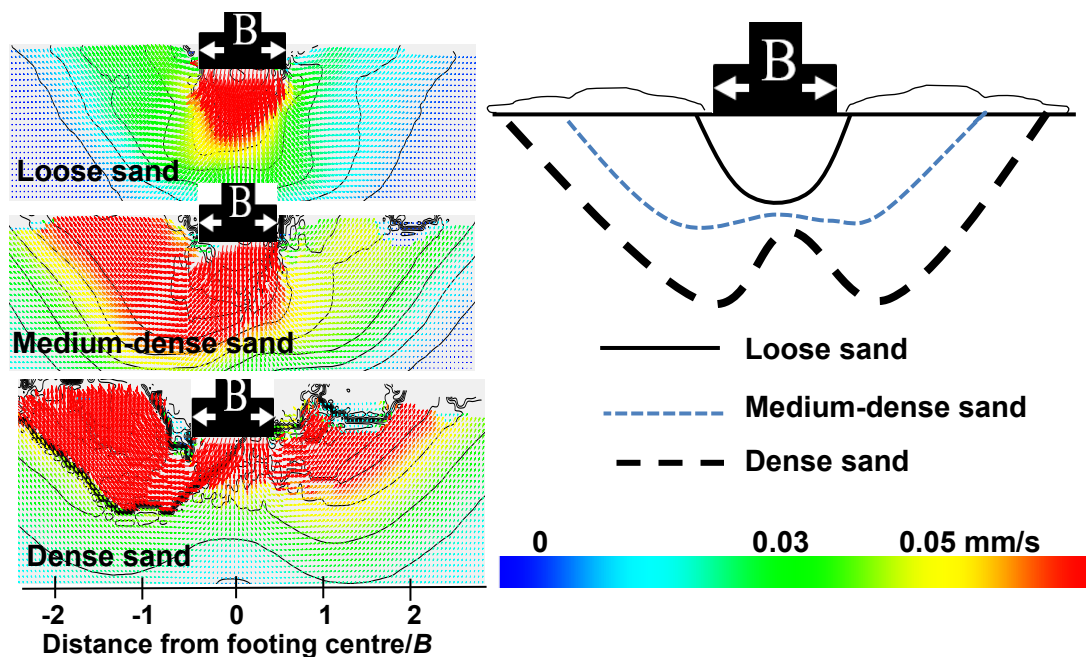 B
Loose sand
B
Medium-dense sand
B
Dense sand
-2 -1 0 1 2
Distance from footing centre/B
B
Loose sand
Medium-dense sand
Dense sand
0 0.03 0.05 mm/s